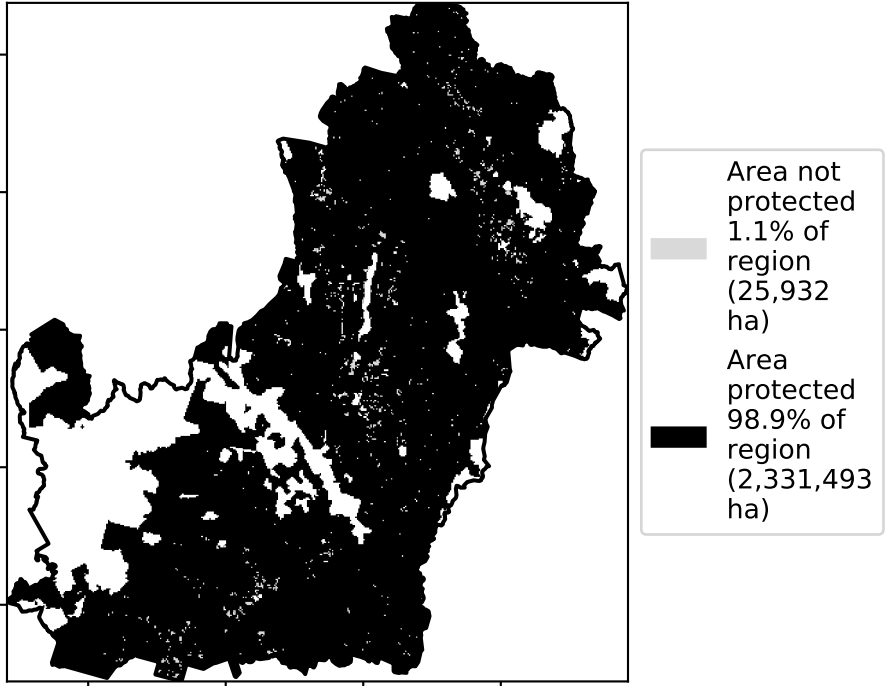 Area not
protected
1.1% of
region
(25,932
ha)
Area
protected
98.9% of
region
(2,331,493
ha)